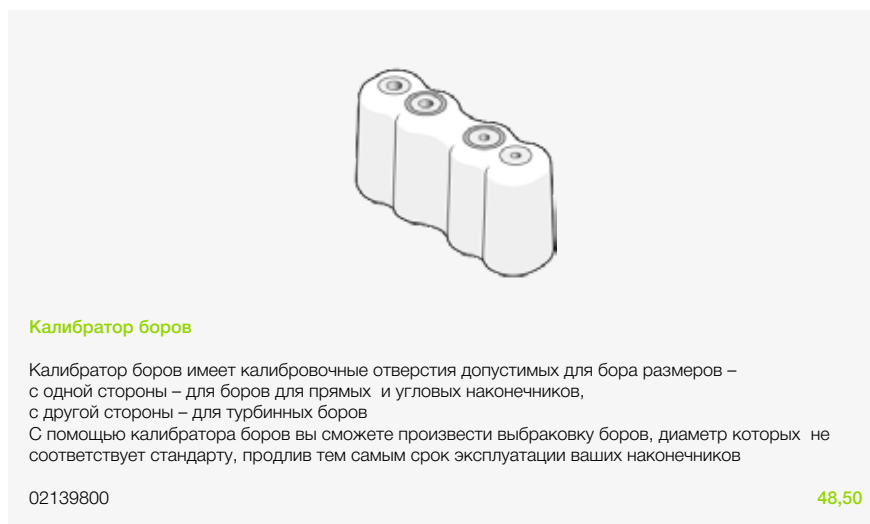 Калибратор боров
Калибратор боров имеет калибровочные отверстия допустимых для бора размеров –
с одной стороны – для боров для прямых  и угловых наконечников,
с другой стороны – для турбинных боров
С помощью калибратора боров вы сможете произвести выбраковку боров, диаметр которых  не
соответствует стандарту, продлив тем самым срок эксплуатации ваших наконечников
02139800 48,50